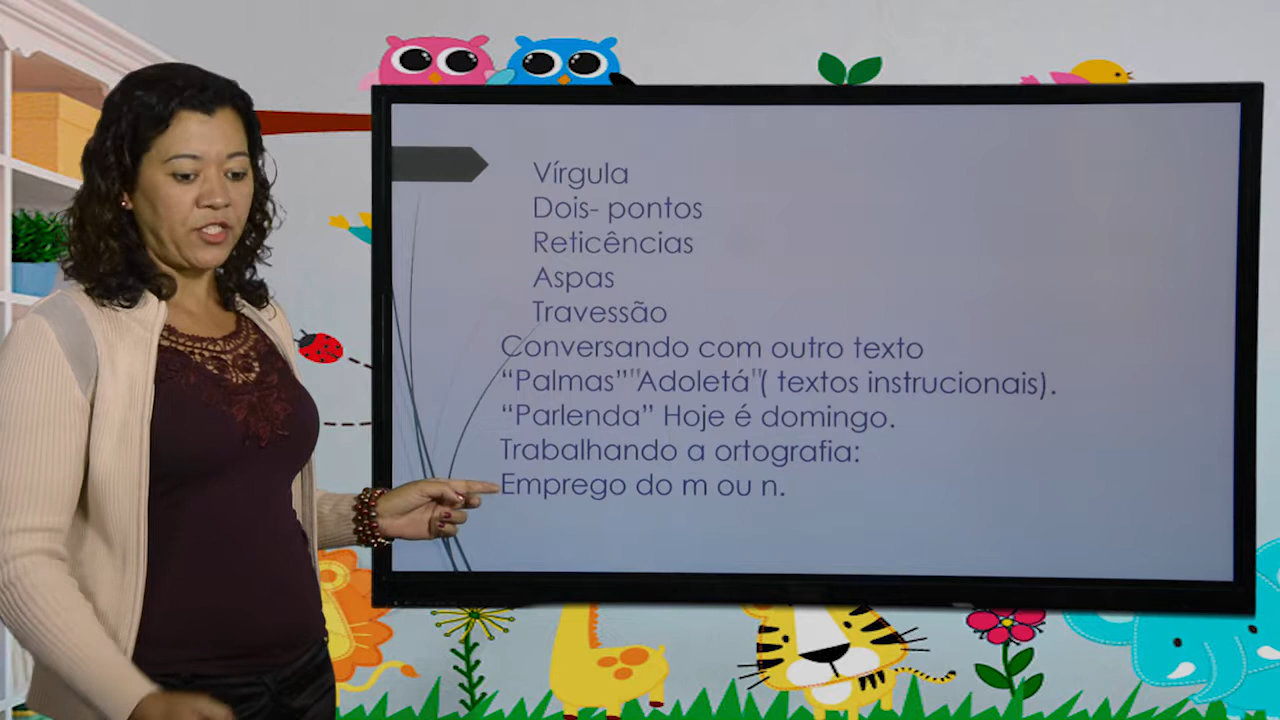 Vírgula
Dois- pontos
Reticências
Aspas
Travessão
Conversando com outro texto
“Palmas”"Adoletá"( textos instrucionais).
“Parlenda” Hoje é domingo.
Trabalhando a ortografia:
Emprego do m ou n.